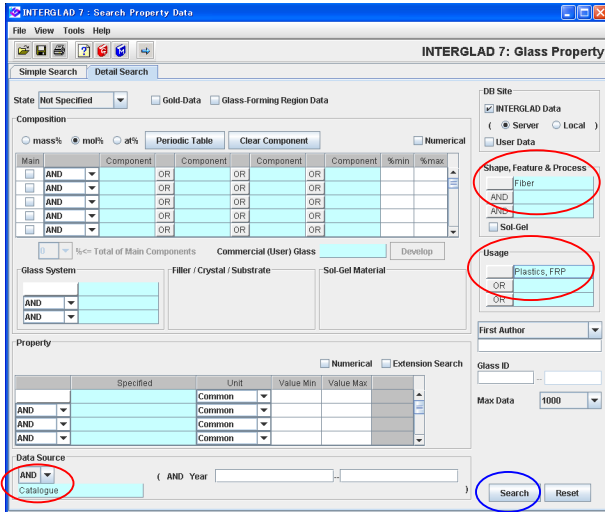 INTERGLAD 7 : Search Property Data
File View Tools Help
INTERGLAD 7: Glass Property
Simple Search Detail Search
State Not Specified Gold-Data Glass-Forming Region Data
Composition
mass% mol% at% Periodic Table Clear Component Numerical
Main Component Component Component Component %min %max
AND OR OR OR
AND OR OR OR
AND OR OR OR
AND OR OR OR
0 %<= Total of Main Components Commercial (User) Glass Develop
Glass System
AND
AND
Filler / Crystal / Substrate
Sol-Gel Material
Property
Numerical Extension Search
Specified Unit Value Min Value Max
Common
AND Common
AND Common
AND Common
Data Source
AND ( AND Year -- )
Catalogue
DB Site
INTERGLAD Data
( Server Local )
User Data
Shape, Feature & Process
Fiber
AND
AND
Sol-Gel
Usage
Plastics, FRP
OR
OR
First Author
Glass ID
--
Max Data 1000
Search Reset